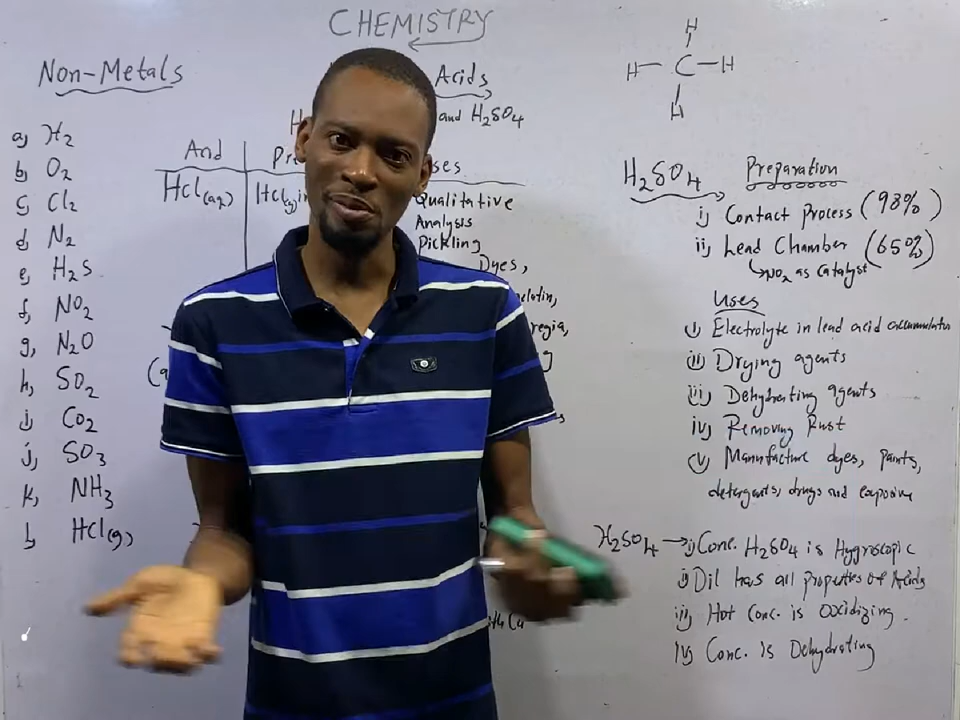 CHEMISTRY
Non-Metals
a, H2
b, O2
c, Cl2
d, N2
e, H2S
f, NO2
g, N2O
h, SO2
i, CO2
j, SO3
k, NH3
l, HCl(g)
Acids
and H2SO4
And
HCl(aq)
HCl(g) in
Qualitative
Analysis
Pickling
Dyes,
H
H C H
H
H2SO4 Preparation
i, Contact Process (98%)
ii, Lead Chamber (65%)
NO2 as Catalyst
Uses
i, Electrolyte in lead acid accumulator
ii, Drying agents
iii, Dehydrating agents
iv, Removing Rust
v, Manufacture dyes, paints,
detergents, drugs and explosive
H2SO4 → i, Conc. H2SO4 is Hygroscopic
ii, Dil has all properties of Acids
iii, Hot Conc. is Oxidizing.
iv, Conc. is Dehydrating